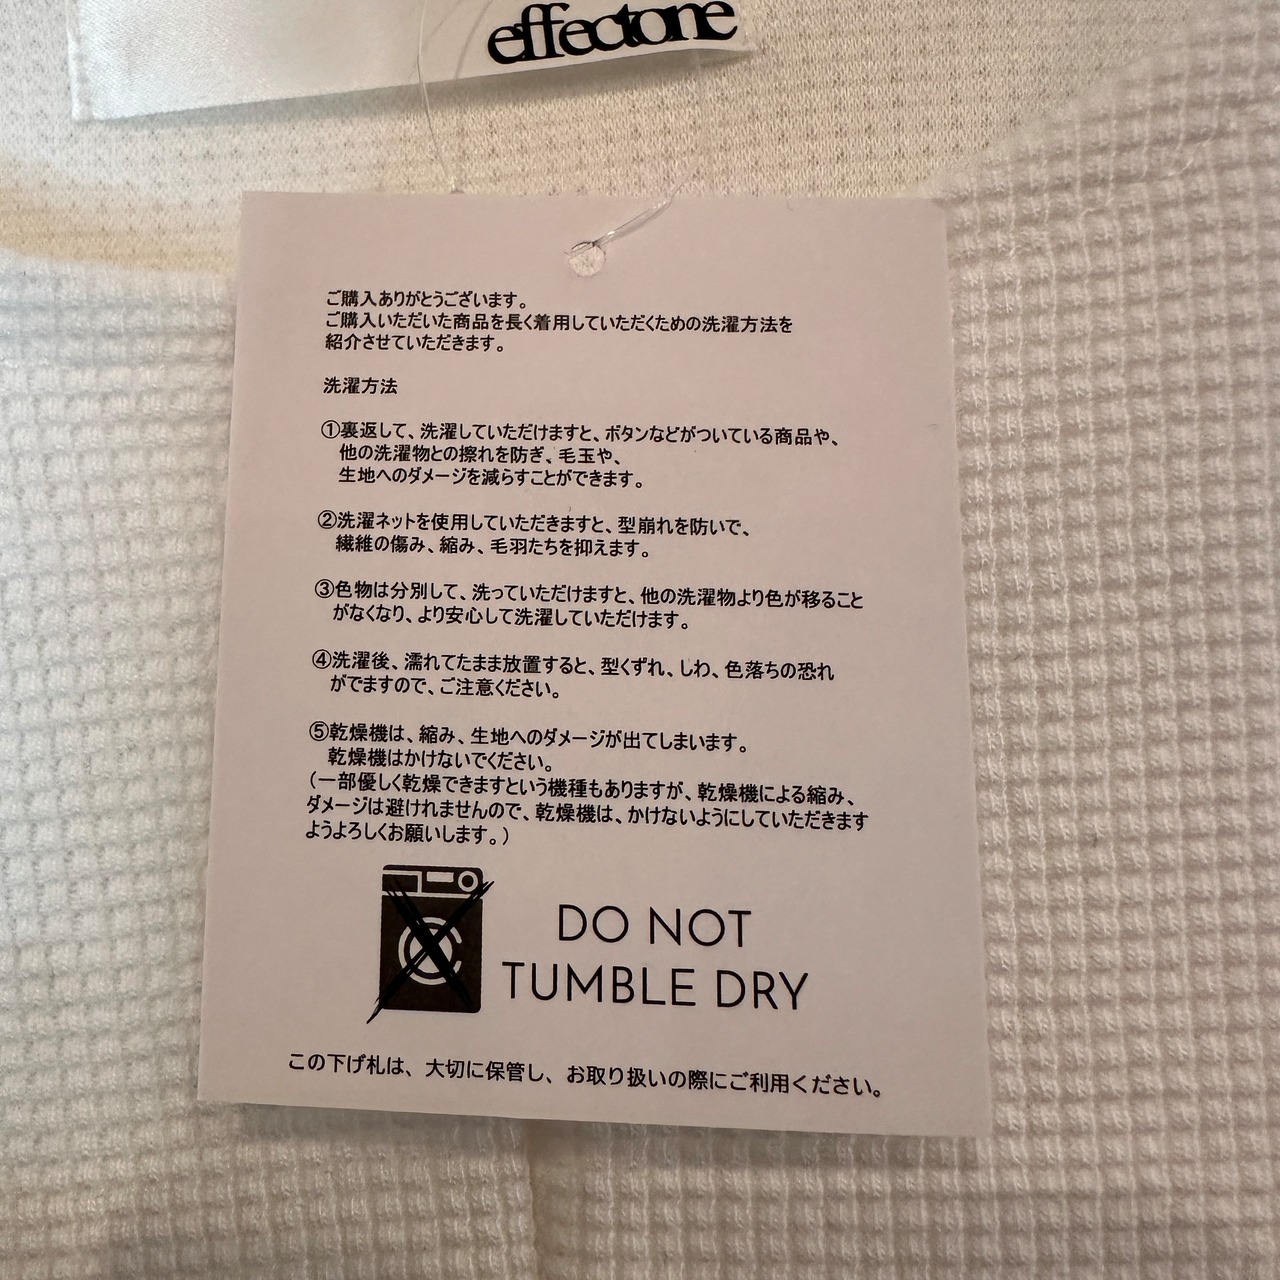 effectone
ご購入ありがとうございます。
ご購入いただいた商品を長く着用していただくための洗濯方法を
紹介させていただきます。
洗濯方法
①裏返して、洗濯していただけますと、ボタンなどがついている商品や、
他の洗濯物との擦れを防ぎ、毛玉や、
生地へのダメージを減らすことができます。
②洗濯ネットを使用していただきますと、型崩れを防いで、
繊維の傷み、縮み、毛羽たちを抑えます。
③色物は分別して、洗っていただけますと、他の洗濯物より色が移ること
がなくなり、より安心して洗濯していただけます。
④洗濯後、濡れてたまま放置すると、型くずれ、しわ、色落ちの恐れ
がでますので、ご注意ください。
⑤乾燥機は、縮み、生地へのダメージが出てしまいます。
乾燥機はかけないでください。
（一部優しく乾燥できますという機種もありますが、乾燥機による縮み、
ダメージは避けれませんので、乾燥機は、かけないようにしていただきます
ようよろしくお願いします。）
DO NOT
TUMBLE DRY
この下げ札は、大切に保管し、お取り扱いの際にご利用ください。